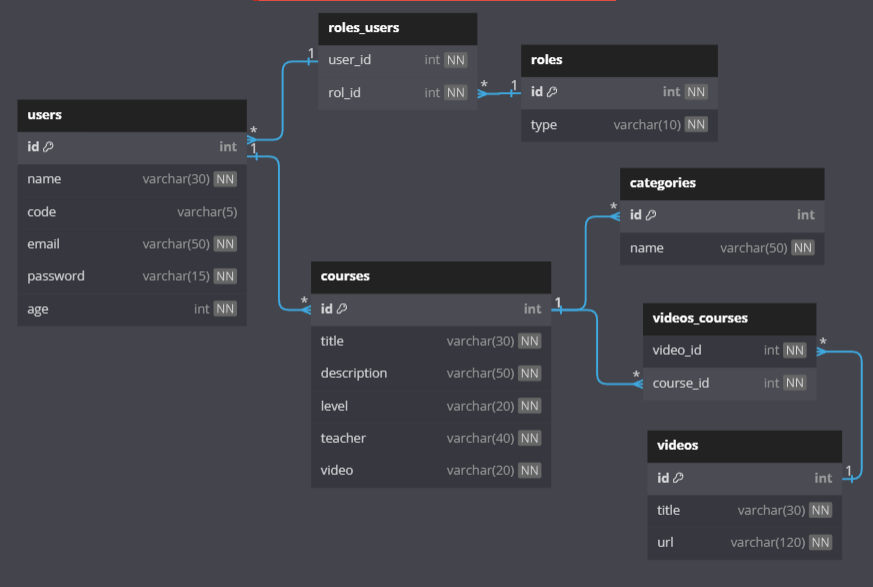 roles_users
user_id int NN
rol_id int NN
1
*
1
roles
id int NN
type varchar(10) NN
users
id int
name varchar(30) NN
code varchar(5)
email varchar(50) NN
password varchar(15) NN
age int NN
*
1
categories
id int
name varchar(50) NN
*
courses
id int
title varchar(30) NN
description varchar(50) NN
level varchar(20) NN
teacher varchar(40) NN
video varchar(20) NN
*
1
videos_courses
video_id int NN
course_id int NN
*
*
videos
id int
title varchar(30) NN
url varchar(120) NN
1